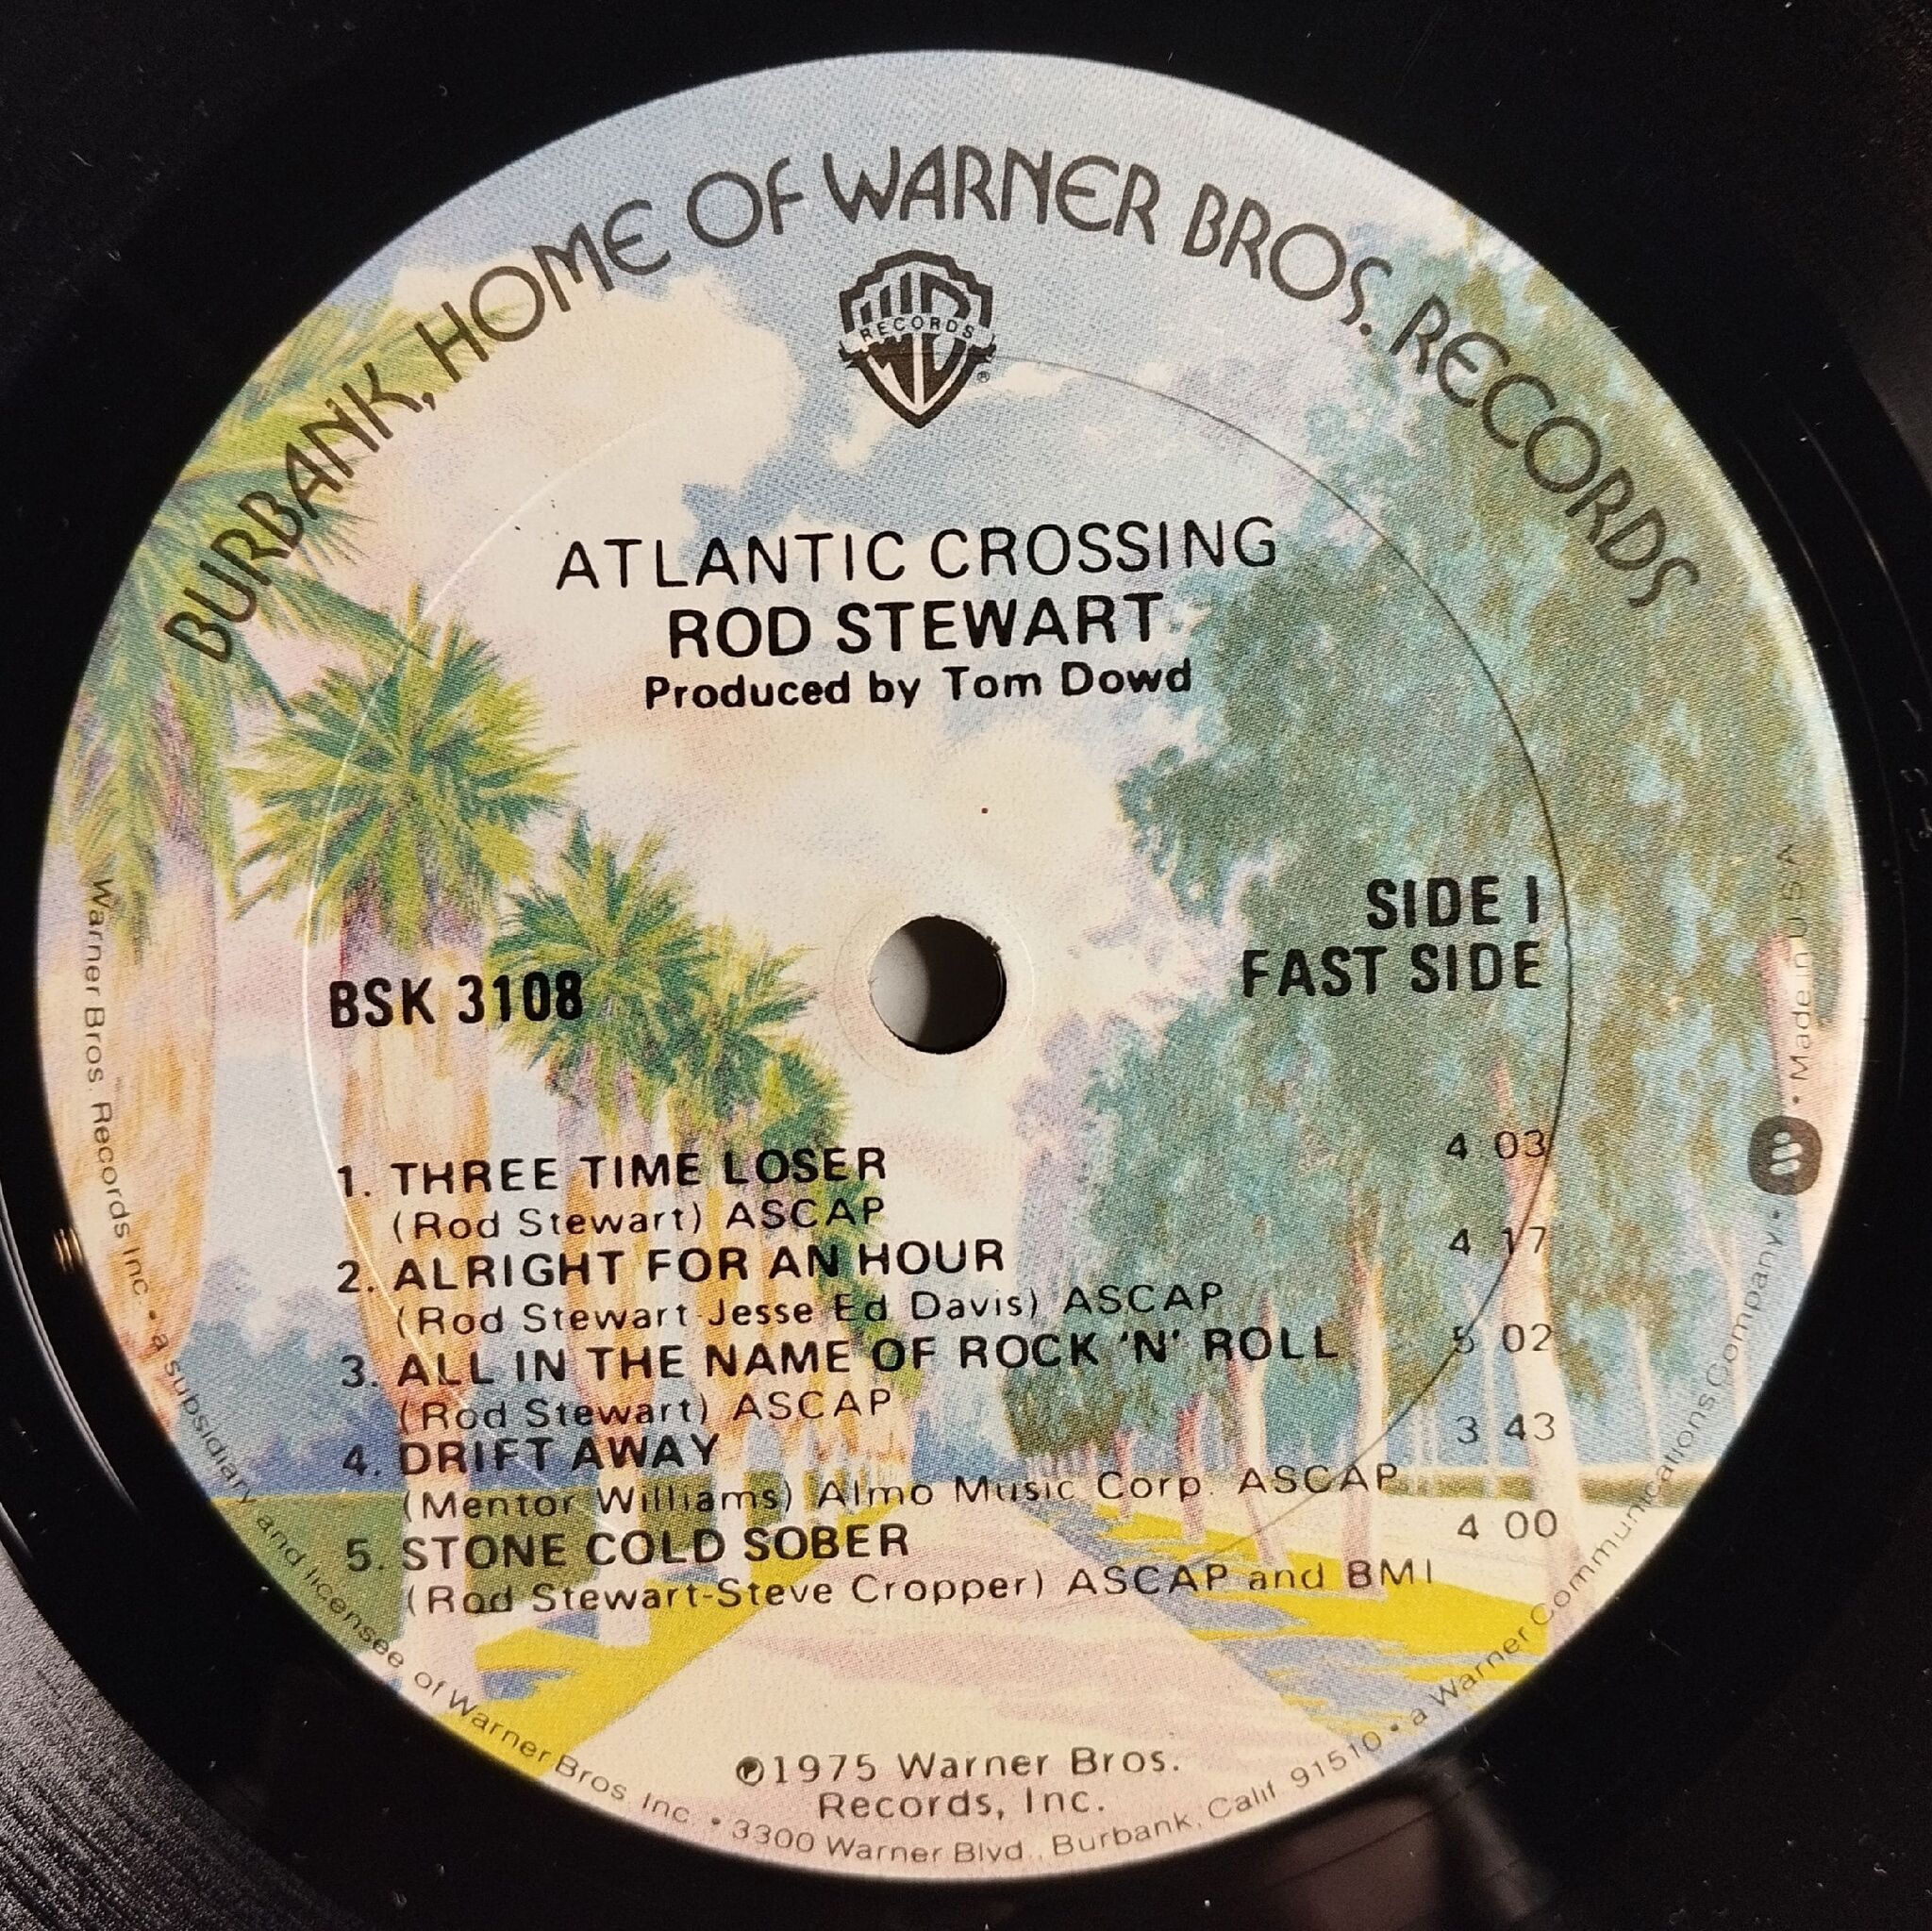 BURBANK, HOME OF WARNER BROS. RECORDS
RECORDS
®
ATLANTIC CROSSING
ROD STEWART
Produced by Tom Dowd
SIDE 1
FAST SIDE
BSK 3108
1. THREE TIME LOSER 4 03
(Rod Stewart) ASCAP
2. ALRIGHT FOR AN HOUR 4 17
(Rod Stewart-Jesse Ed Davis) ASCAP
3. ALL IN THE NAME OF ROCK 'N' ROLL 5 02
(Rod Stewart) ASCAP
4. DRIFT AWAY 3 43
(Mentor Williams) Almo Music Corp. ASCAP
5. STONE COLD SOBER 4 00
(Rod Stewart-Steve Cropper) ASCAP and BMI
℗1975 Warner Bros.
Records, Inc.
Warner Bros. Records Inc. • a subsidiary and licensee of Warner Bros. Inc. • 3300 Warner Blvd., Burbank, Calif. 91510 • a Warner Communications Company • • Made in U.S.A.